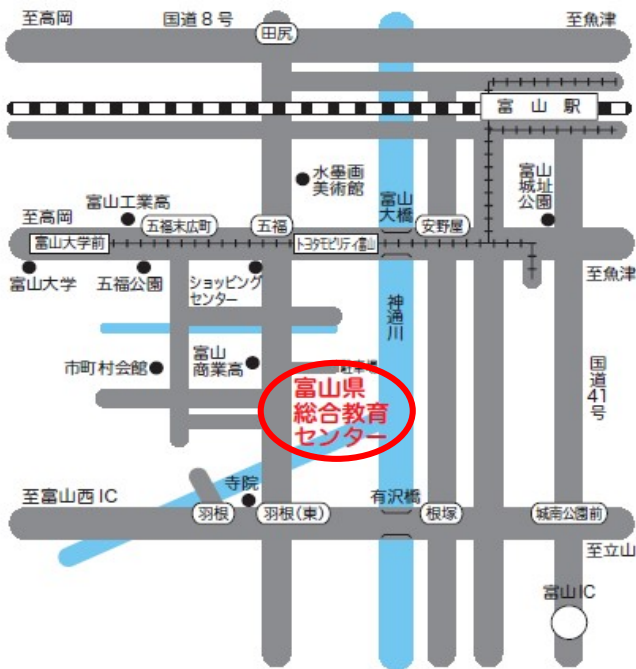 至高岡
国道8号
至魚津
田尻
富山駅
水墨画
美術館
富山
城址
公園
富山工業高
富山
大橋
至高岡
五福末広町
五福
安野屋
富山大学前
トヨタモビリティ富山
富山大学
五福公園
ショッピング
センター
至魚津
神通川
市町村会館
富山
商業高
駐車場
国道41号
富山県
総合教育
センター
寺院
至富山西IC
有沢橋
羽根
羽根(東)
根塚
城南公園前
至立山
富山IC